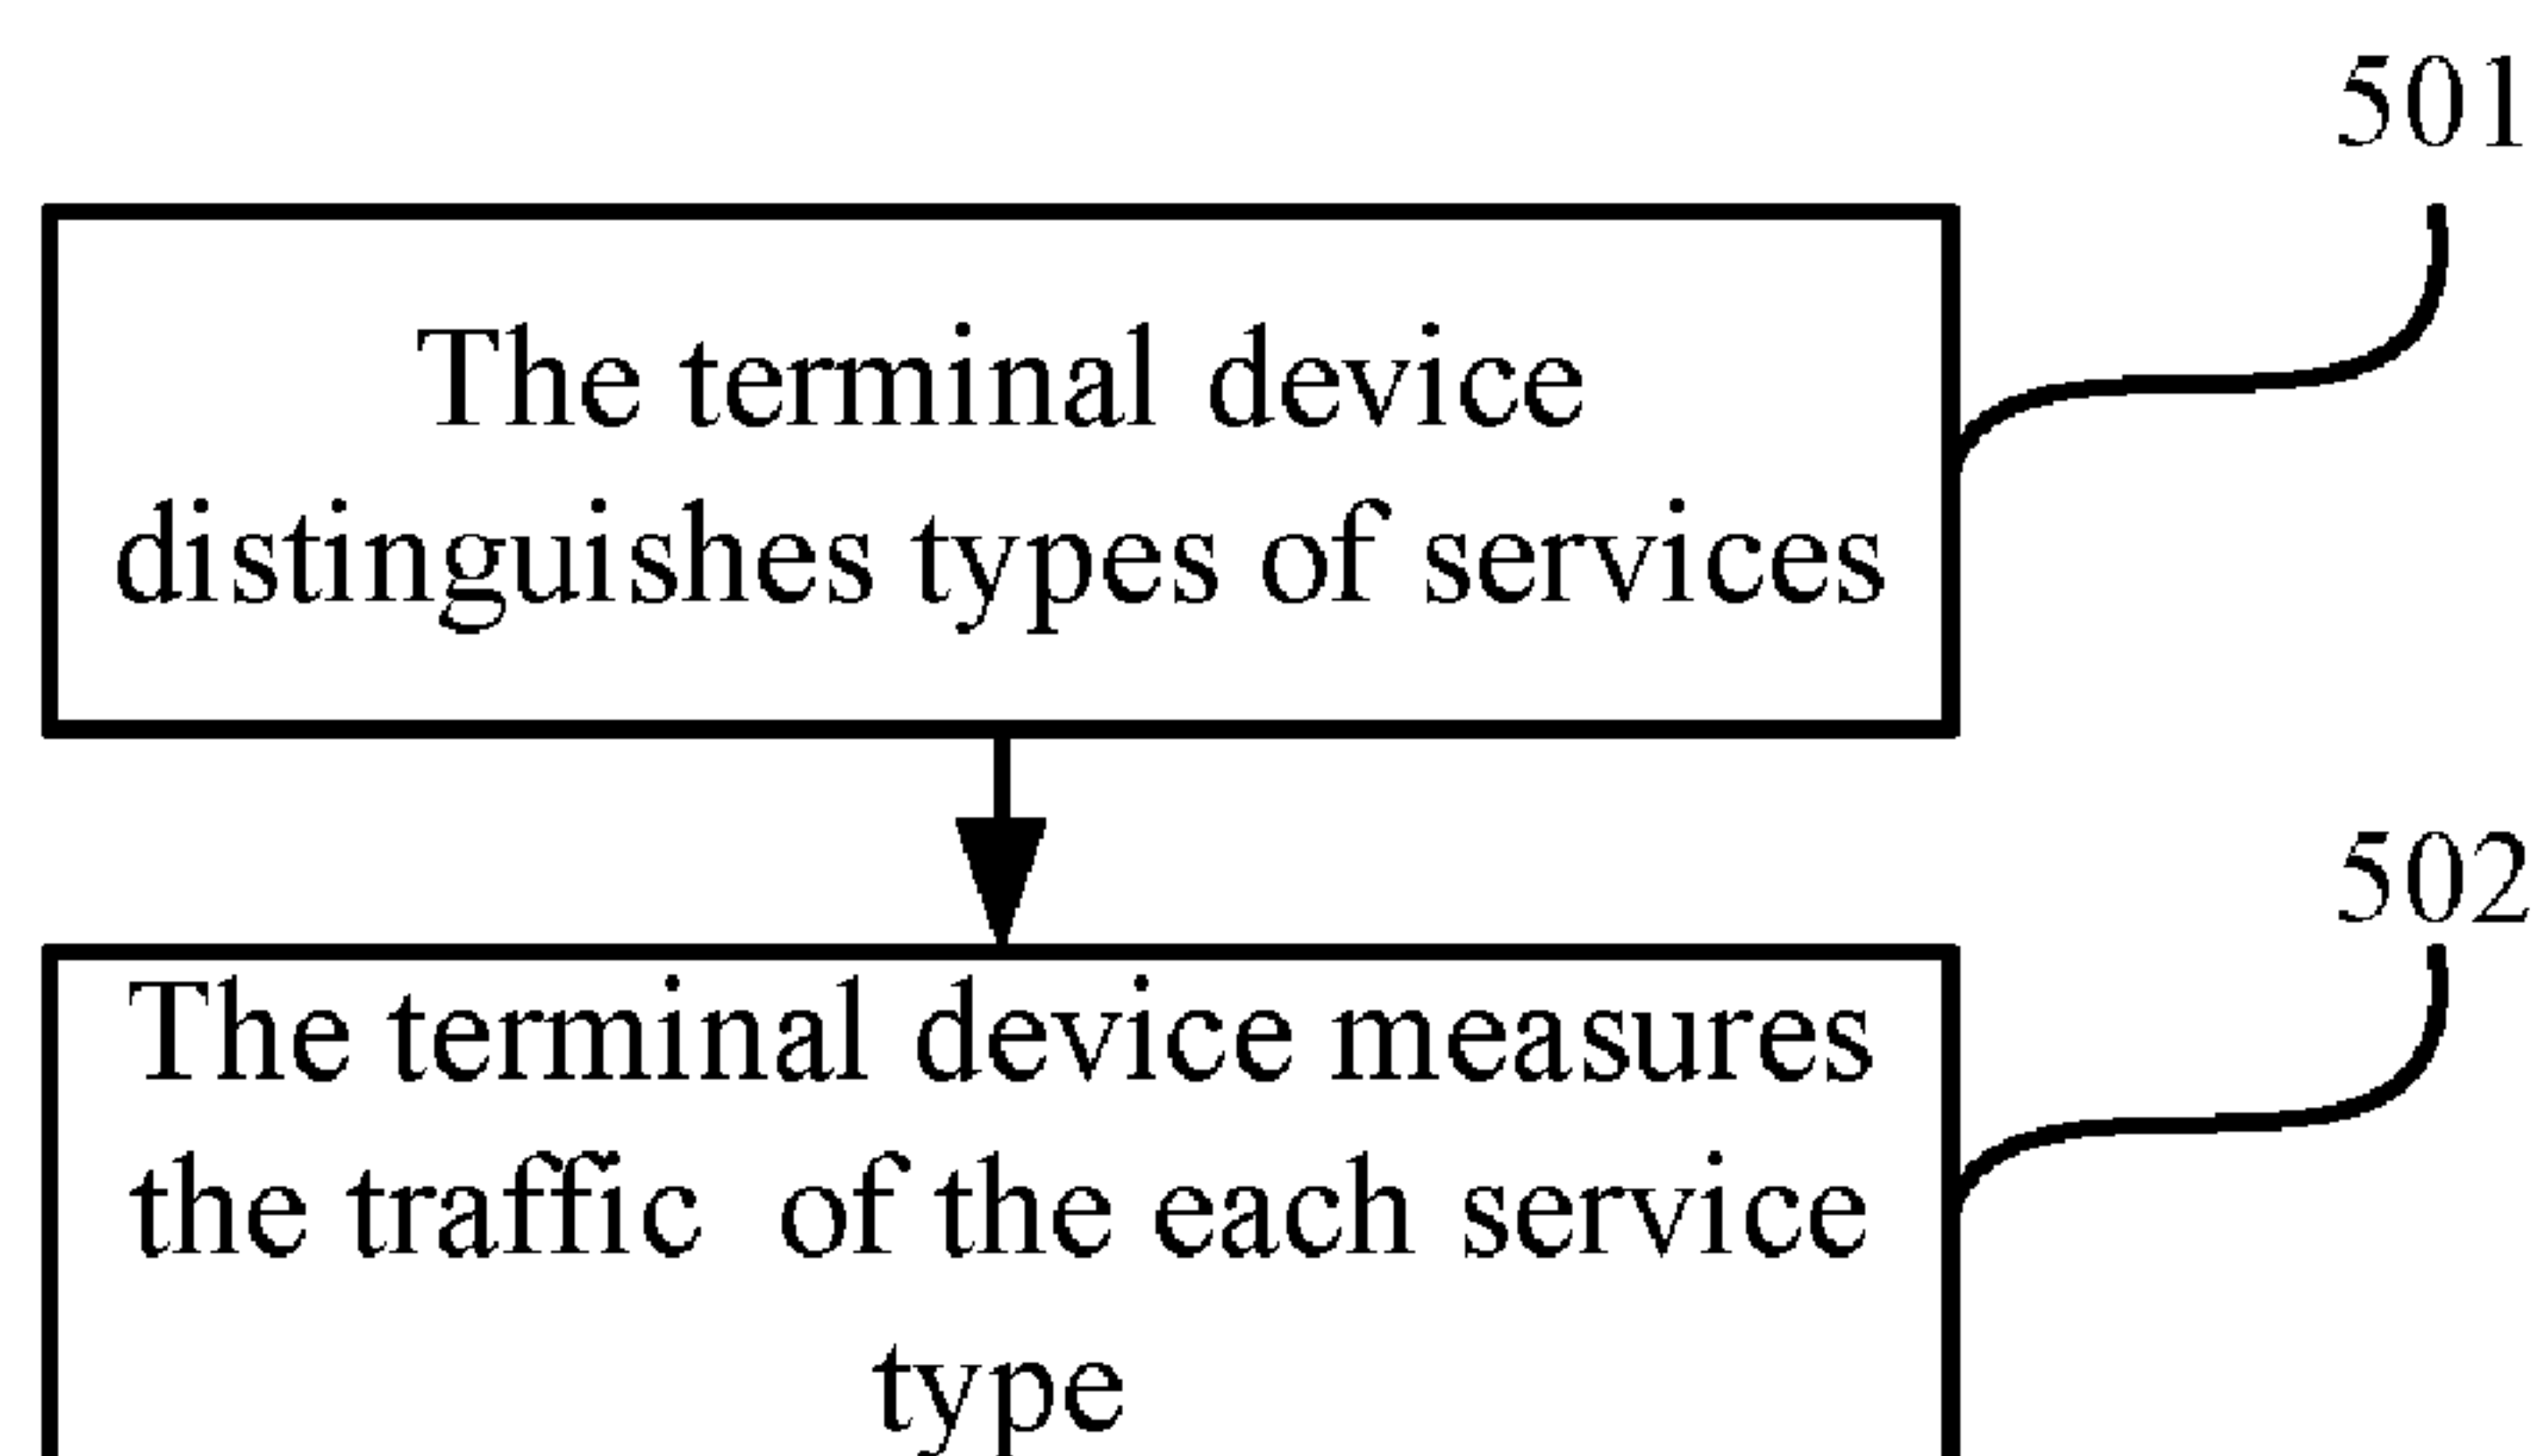 501
The terminal device
distinguishes types of services
502
The terminal device measures
the traffic  of the each service
type